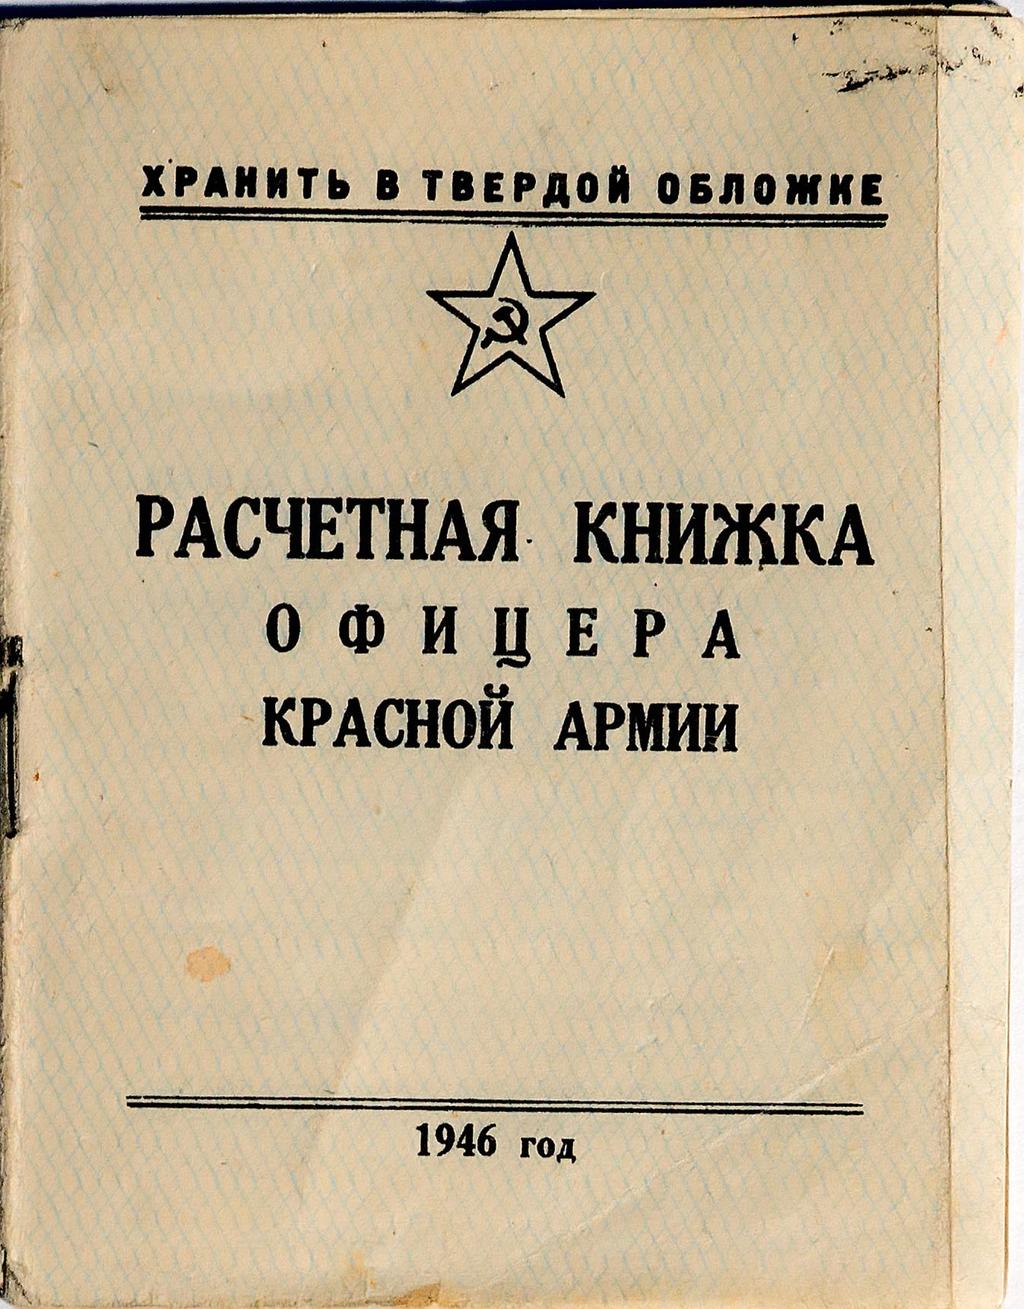 ХРАНИТЬ В ТВЕРДОЙ ОБЛОЖКЕ
РАСЧЕТНАЯ КНИЖКА
ОФИЦЕРА
КРАСНОЙ АРМИИ
1946 год